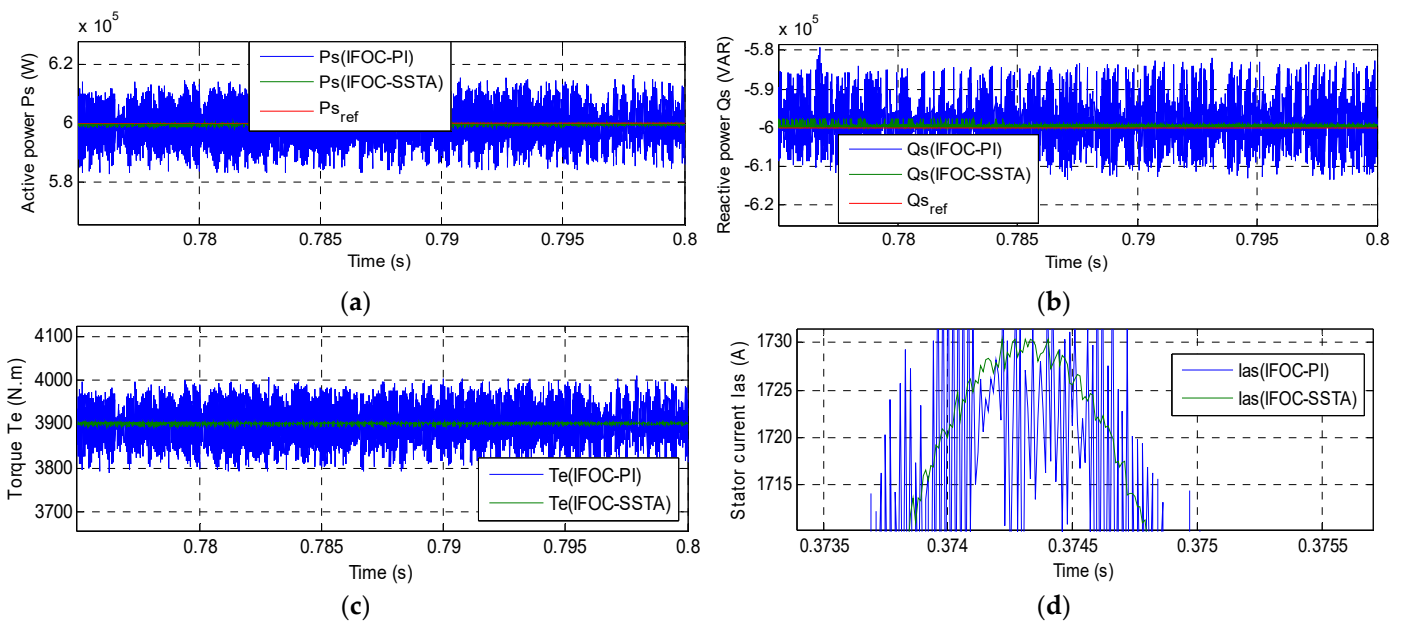 x 10⁵
Active power Ps (W)
6.2
6
5.8
Ps(IFOC-PI)
Ps(IFOC-SSTA)
Ps_ref
0.78 0.785 0.79 0.795 0.8
Time (s)
(a)
x 10⁵
Reactive power Qs (VAR)
-5.8
-5.9
-6
-6.1
-6.2
Qs(IFOC-PI)
Qs(IFOC-SSTA)
Qs_ref
0.78 0.785 0.79 0.795 0.8
Time (s)
(b)
Torque Te (N.m)
4100
4000
3900
3800
3700
Te(IFOC-PI)
Te(IFOC-SSTA)
0.78 0.785 0.79 0.795 0.8
Time (s)
(c)
Stator current Ias (A)
1730
1725
1720
1715
Ias(IFOC-PI)
Ias(IFOC-SSTA)
0.3735 0.374 0.3745 0.375 0.3755
Time (s)
(d)